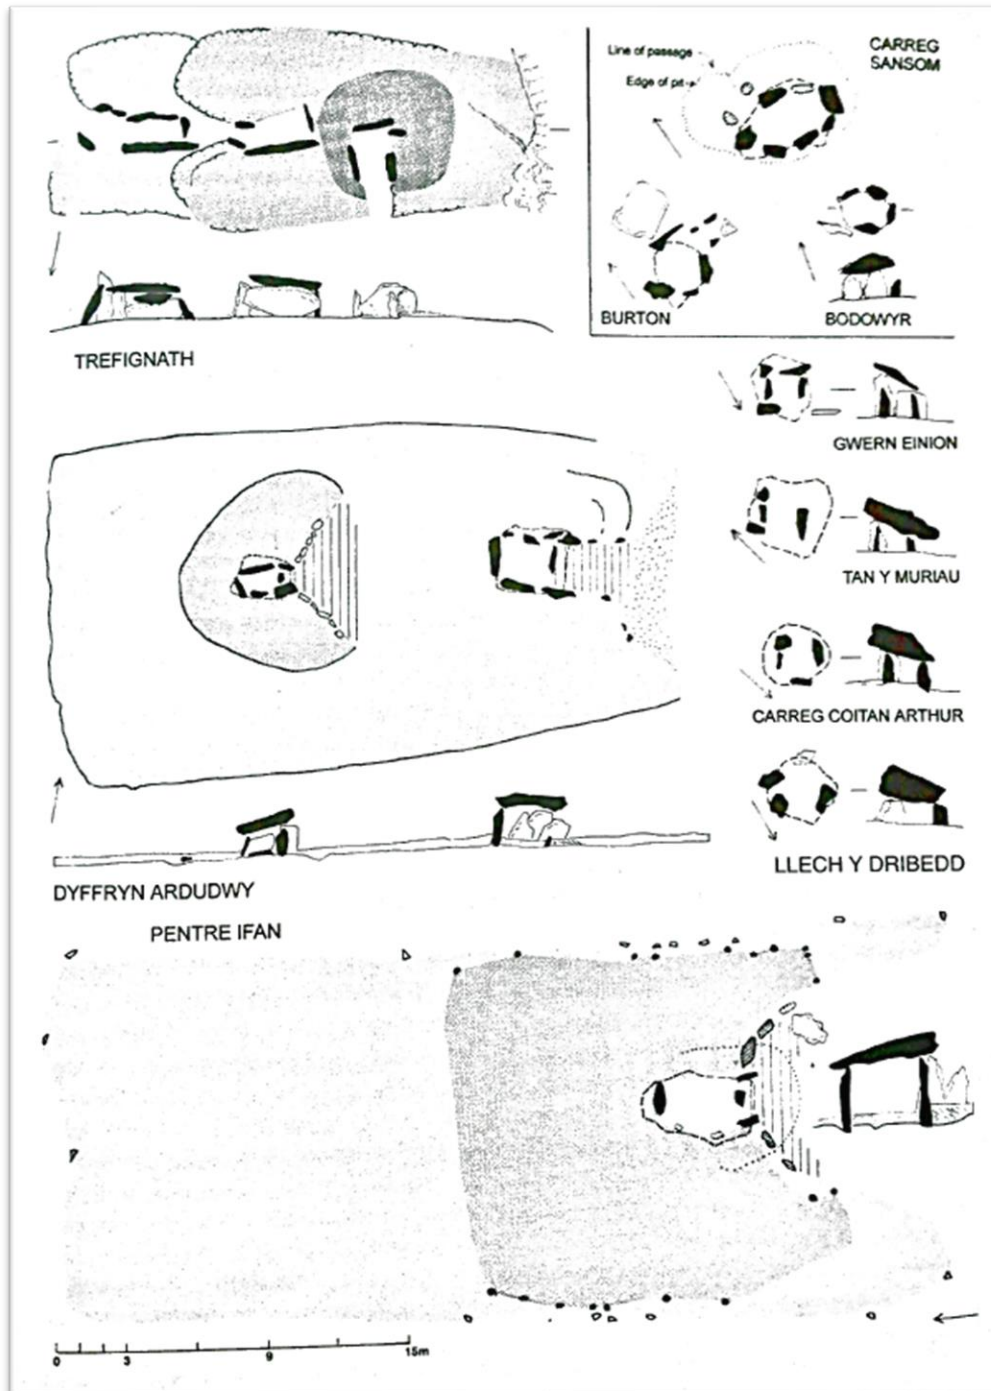 Line of passage
Edge of pit
CARREG
SANSOM
BURTON
BODOWYR
TREFIGNATH
GWERN EINION
TAN Y MURIAU
CARREG COITAN ARTHUR
LLECH Y DRIBEDD
DYFFRYN ARDUDWY
PENTRE IFAN
0 3 9 15m